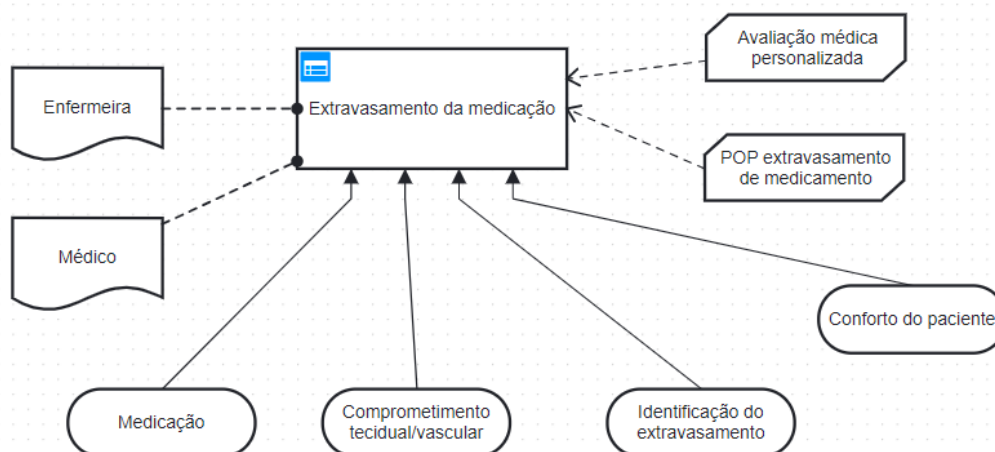 Avaliação médica
personalizada
Enfermeira
Extravasamento da medicação
POP extravasamento
de medicamento
Médico
Conforto do paciente
Medicação
Comprometimento
tecidual/vascular
Identificação do
extravasamento